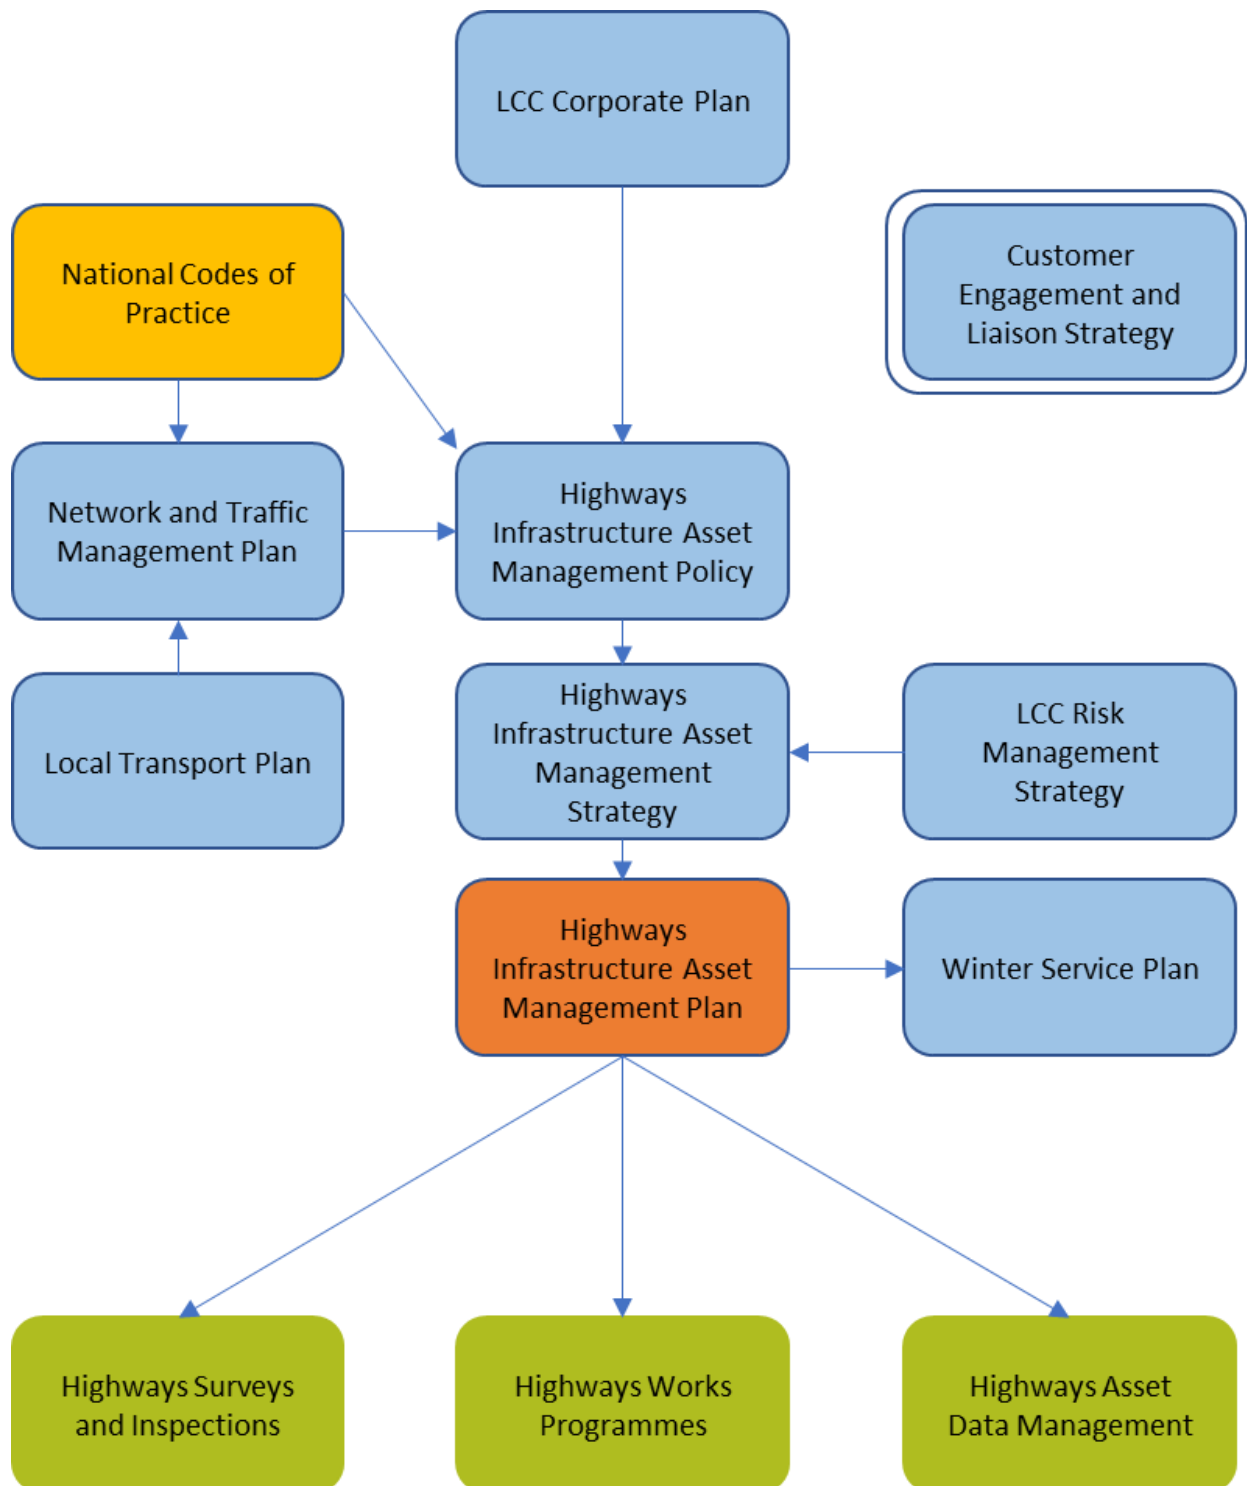 LCC Corporate Plan
National Codes of
Practice
Customer
Engagement and
Liaison Strategy
Network and Traffic
Management Plan
Highways
Infrastructure Asset
Management Policy
Local Transport Plan
Highways
Infrastructure Asset
Management
Strategy
LCC Risk
Management
Strategy
Highways
Infrastructure Asset
Management Plan
Winter Service Plan
Highways Surveys
and Inspections
Highways Works
Programmes
Highways Asset
Data Management